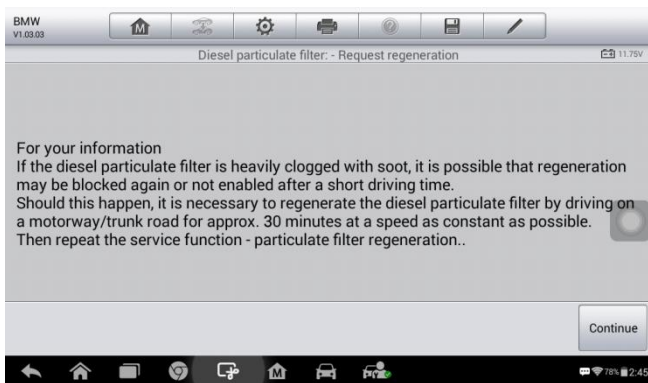 BMW
V1.03.03
Diesel particulate filter: - Request regeneration
11.75V
For your information
If the diesel particulate filter is heavily clogged with soot, it is possible that regeneration
may be blocked again or not enabled after a short driving time.
Should this happen, it is necessary to regenerate the diesel particulate filter by driving on
a motorway/trunk road for approx. 30 minutes at a speed as constant as possible.
Then repeat the service function - particulate filter regeneration..
Continue
78% 2:45